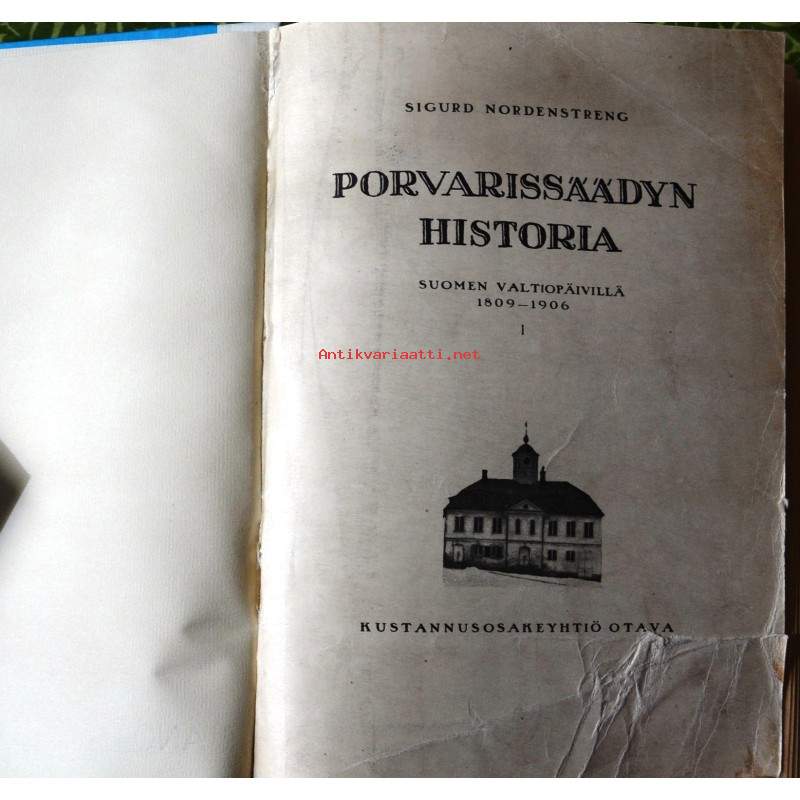 SIGURD NORDENSTRENG
PORVARISSÄÄDYN
HISTORIA
SUOMEN VALTIOPÄIVILLÄ
1809—1906
I
Antikvariaatti.net
KUSTANNUSOSAKEYHTIÖ OTAVA